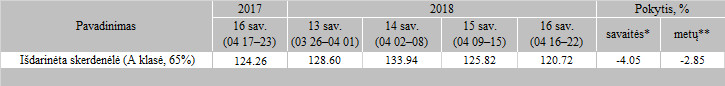 Pavadinimas 2017 2018 Pokytis, %
16 sav. 13 sav. 14 sav. 15 sav. 16 sav. savaitės* metų**
(04 17–23) (03 26–04 01) (04 02–08) (04 09–15) (04 16–22)
Išdarinėta skerdenėlė (A klasė, 65%) 124.26 128.60 133.94 125.82 120.72 -4.05 -2.85